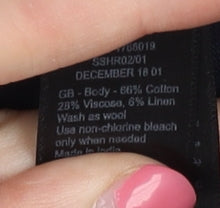 SSHR02/01
DECEMBER 18 01
GB - Body - 66% Cotton
28% Viscose, 6% Linen
Wash as wool
Use non-chlorine bleach
only when needed
Made in India